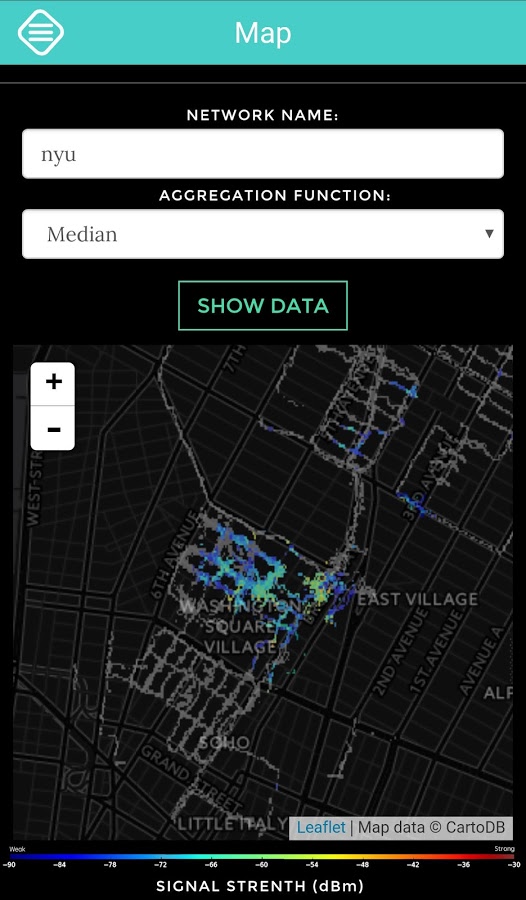 Map
NETWORK NAME:
nyu
AGGREGATION FUNCTION:
Median
SHOW DATA
+
-
7TH
WEST-STR
3RD AVENUE
6TH AVENUE
WASHINGTON
SQUARE
VILLAGE
EAST VILLAGE
2ND AVENUE
1ST AVENUE
AVENUE A
ALP
SOHO
GRAND STREET
LITTLE ITALY
Leaflet | Map data © CartoDB
Weak Strong
−90 −84 −78 −72 −66 −60 −54 −48 −42 −36 −30
SIGNAL STRENTH (dBm)